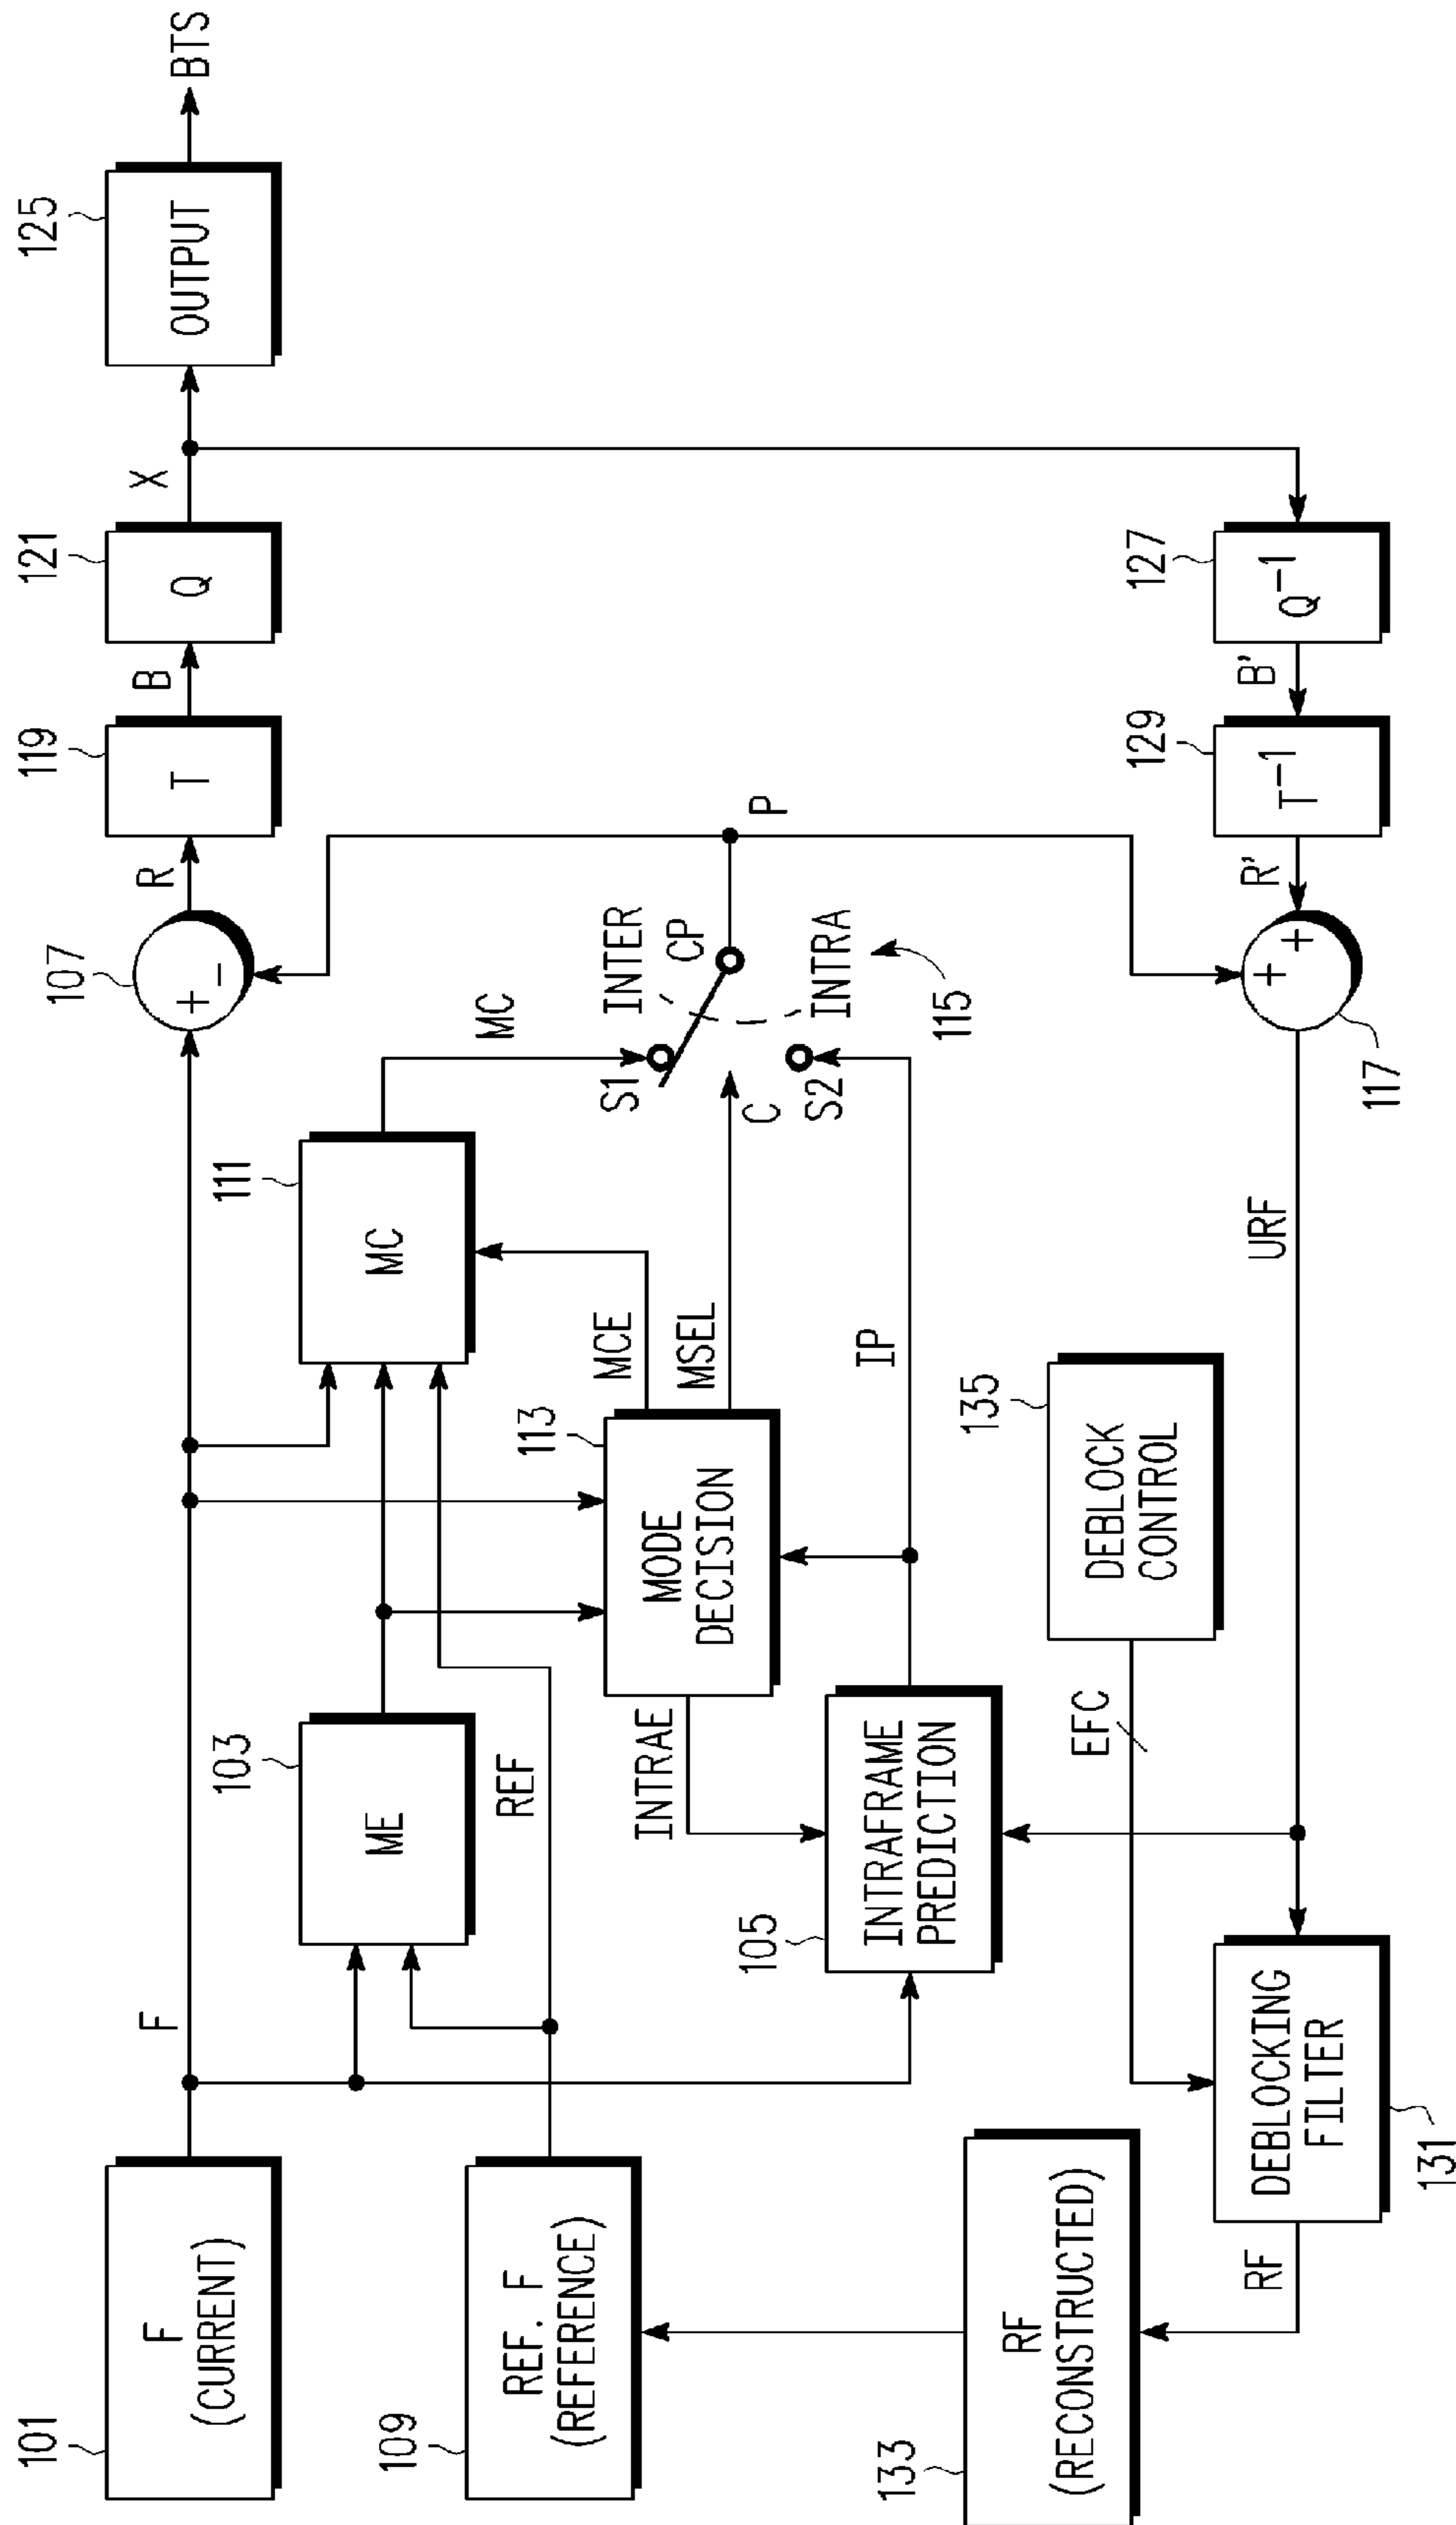 101
F
(CURRENT)
F
107
+
-
R
119
T
B
121
Q
X
125
OUTPUT
BTS
103
ME
111
MC
MC
109
REF. F
(REFERENCE)
REF
113
MODE
DECISION
INTRAE
MCE
MSEL
S1
INTER
CP
C
S2
INTRA
115
P
105
INTRAFRAME
PREDICTION
IP
133
RF
(RECONSTRUCTED)
EFC
135
DEBLOCK
CONTROL
RF
DEBLOCKING
FILTER
131
URF
117
+
+
R'
129
T-1
B'
127
Q-1